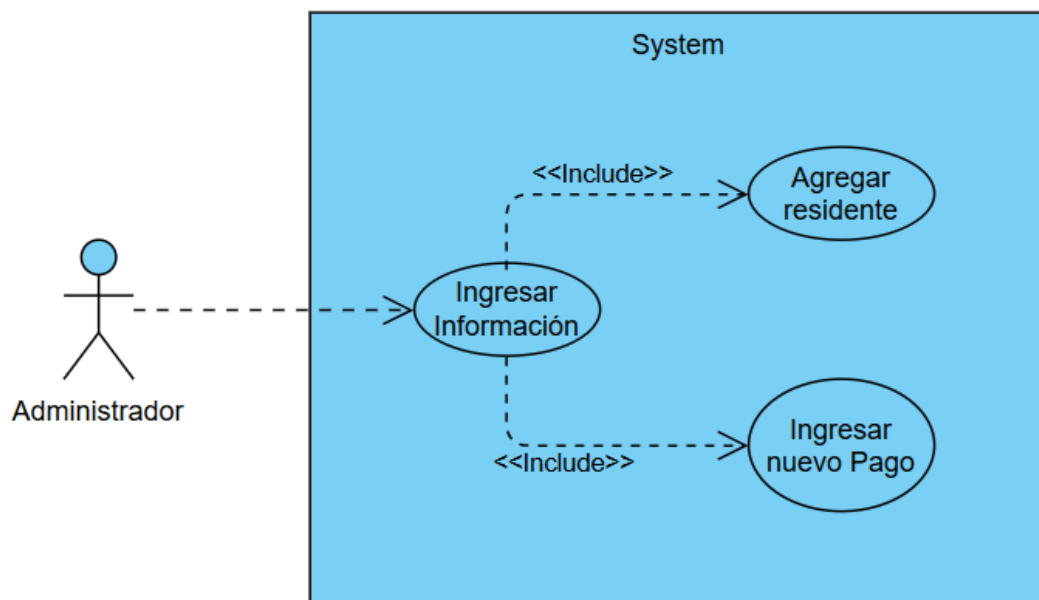 System
<<Include>>
Agregar
residente
Ingresar
Información
Administrador
Ingresar
nuevo Pago
<<Include>>